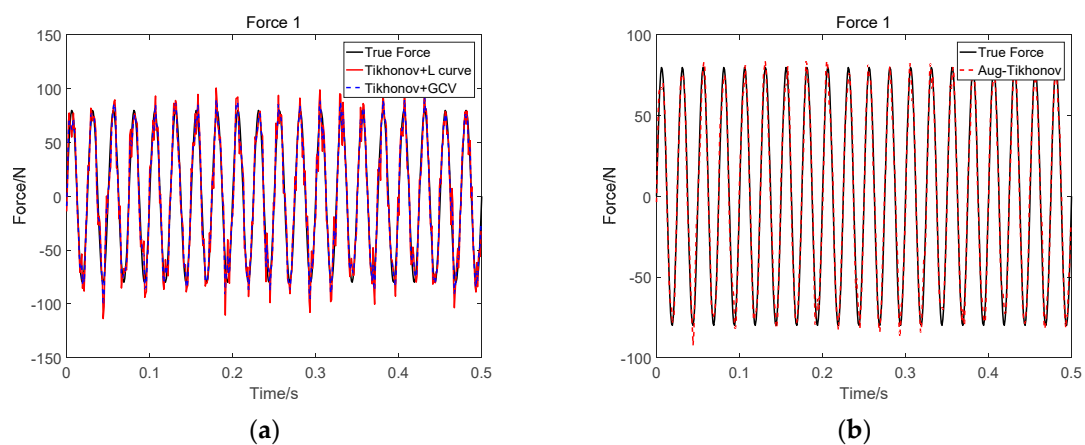 Force 1
150
100
50
0
-50
-100
-150
Force/N
True Force
Tikhonov+L curve
Tikhonov+GCV
0
0.1
0.2
0.3
0.4
0.5
Time/s
(a)
Force 1
100
50
0
-50
-100
Force/N
True Force
Aug-Tikhonov
0
0.1
0.2
0.3
0.4
0.5
Time/s
(b)